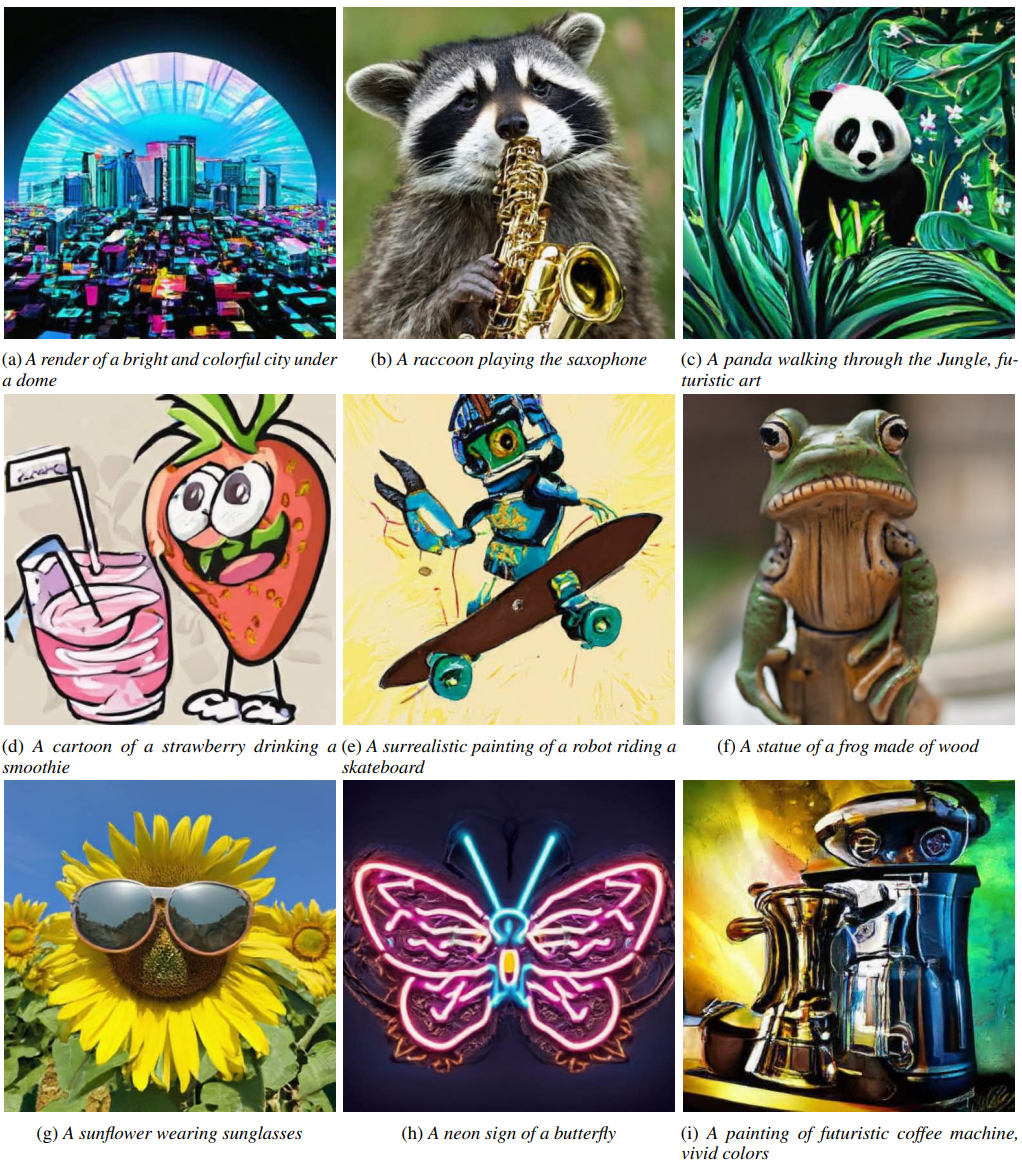 (a) A render of a bright and colorful city under
a dome
(b) A raccoon playing the saxophone
(c) A panda walking through the Jungle, fu-
turistic art
(d) A cartoon of a strawberry drinking a
smoothie
(e) A surrealistic painting of a robot riding a
skateboard
(f) A statue of a frog made of wood
(g) A sunflower wearing sunglasses
(h) A neon sign of a butterfly
(i) A painting of futuristic coffee machine,
vivid colors